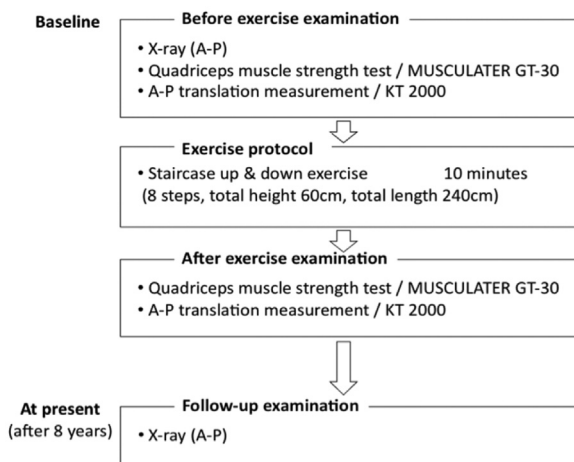 Baseline
Before exercise examination
• X-ray (A-P)
• Quadriceps muscle strength test / MUSCULATER GT-30
• A-P translation measurement / KT 2000
Exercise protocol
• Staircase up & down exercise 10 minutes
(8 steps, total height 60cm, total length 240cm)
After exercise examination
• Quadriceps muscle strength test / MUSCULATER GT-30
• A-P translation measurement / KT 2000
At present
(after 8 years)
Follow-up examination
• X-ray (A-P)